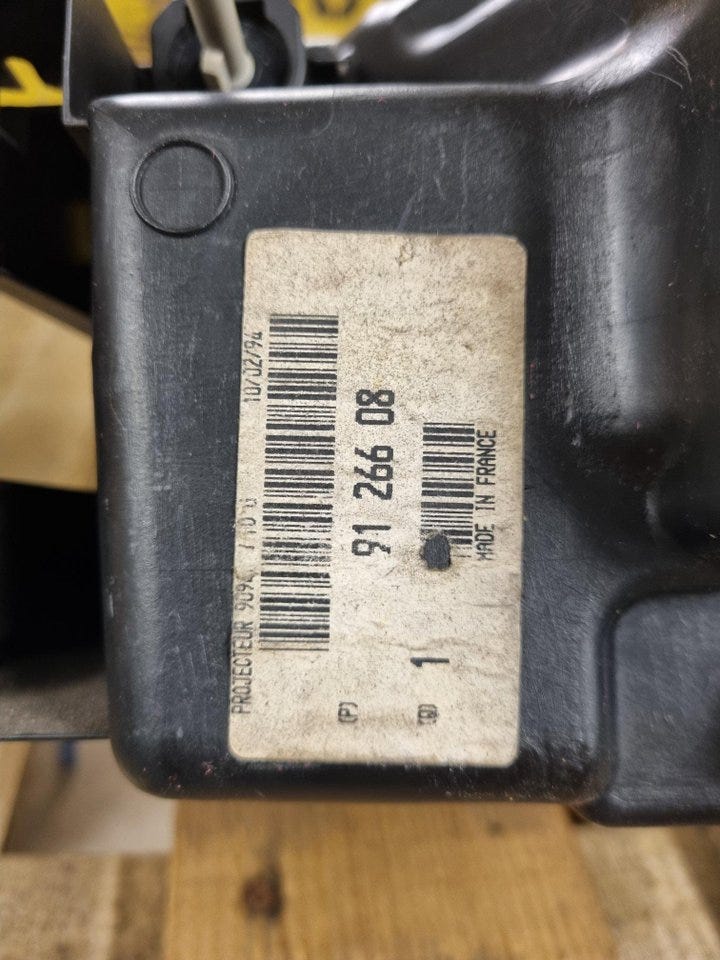 PROJECTEUR
10/02/94
(P)
91 266 08
(Q) 1
MADE IN FRANCE